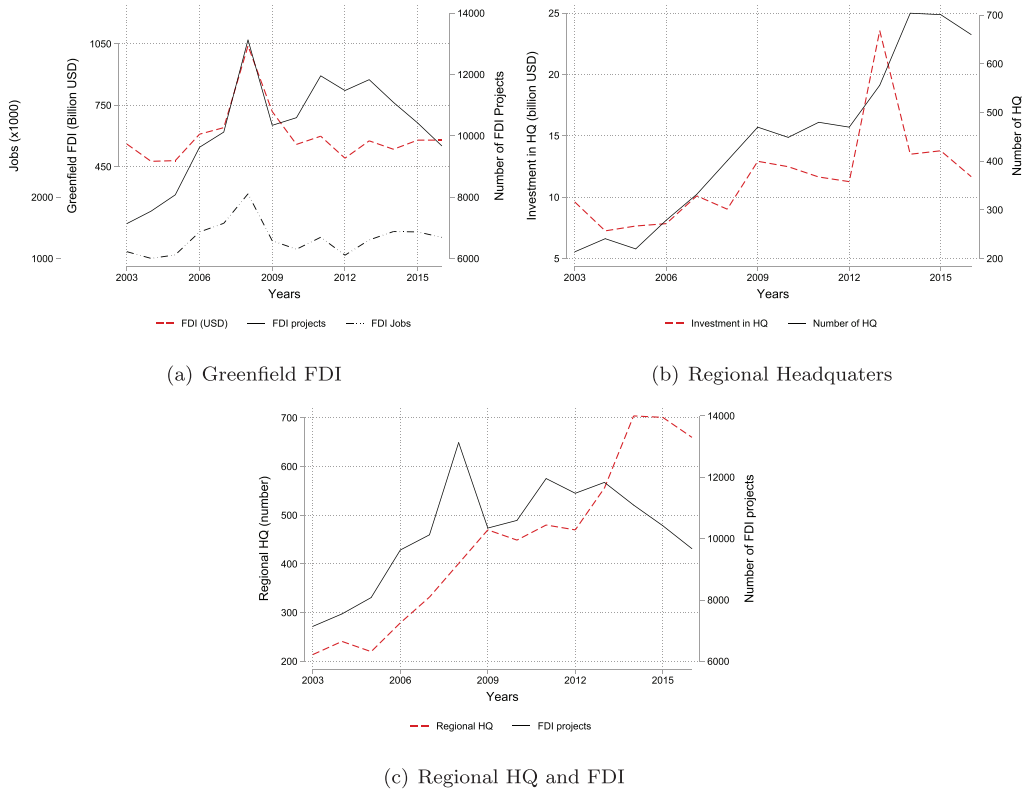 Jobs (x1000)
2000
1000
Greenfield FDI (Billion USD)
1050
750
450
14000
12000
10000
8000
6000
Number of FDI Projects
2003 2006 2009 2012 2015
Years
FDI (USD) FDI projects FDI Jobs
(a) Greenfield FDI
Investment in HQ (billion USD)
25
20
15
10
5
700
600
500
400
300
200
Number of HQ
2003 2006 2009 2012 2015
Years
Investment in HQ Number of HQ
(b) Regional Headquaters
Regional HQ (number)
700
600
500
400
300
200
14000
12000
10000
8000
6000
Number of FDI projects
2003 2006 2009 2012 2015
Years
Regional HQ FDI projects
(c) Regional HQ and FDI